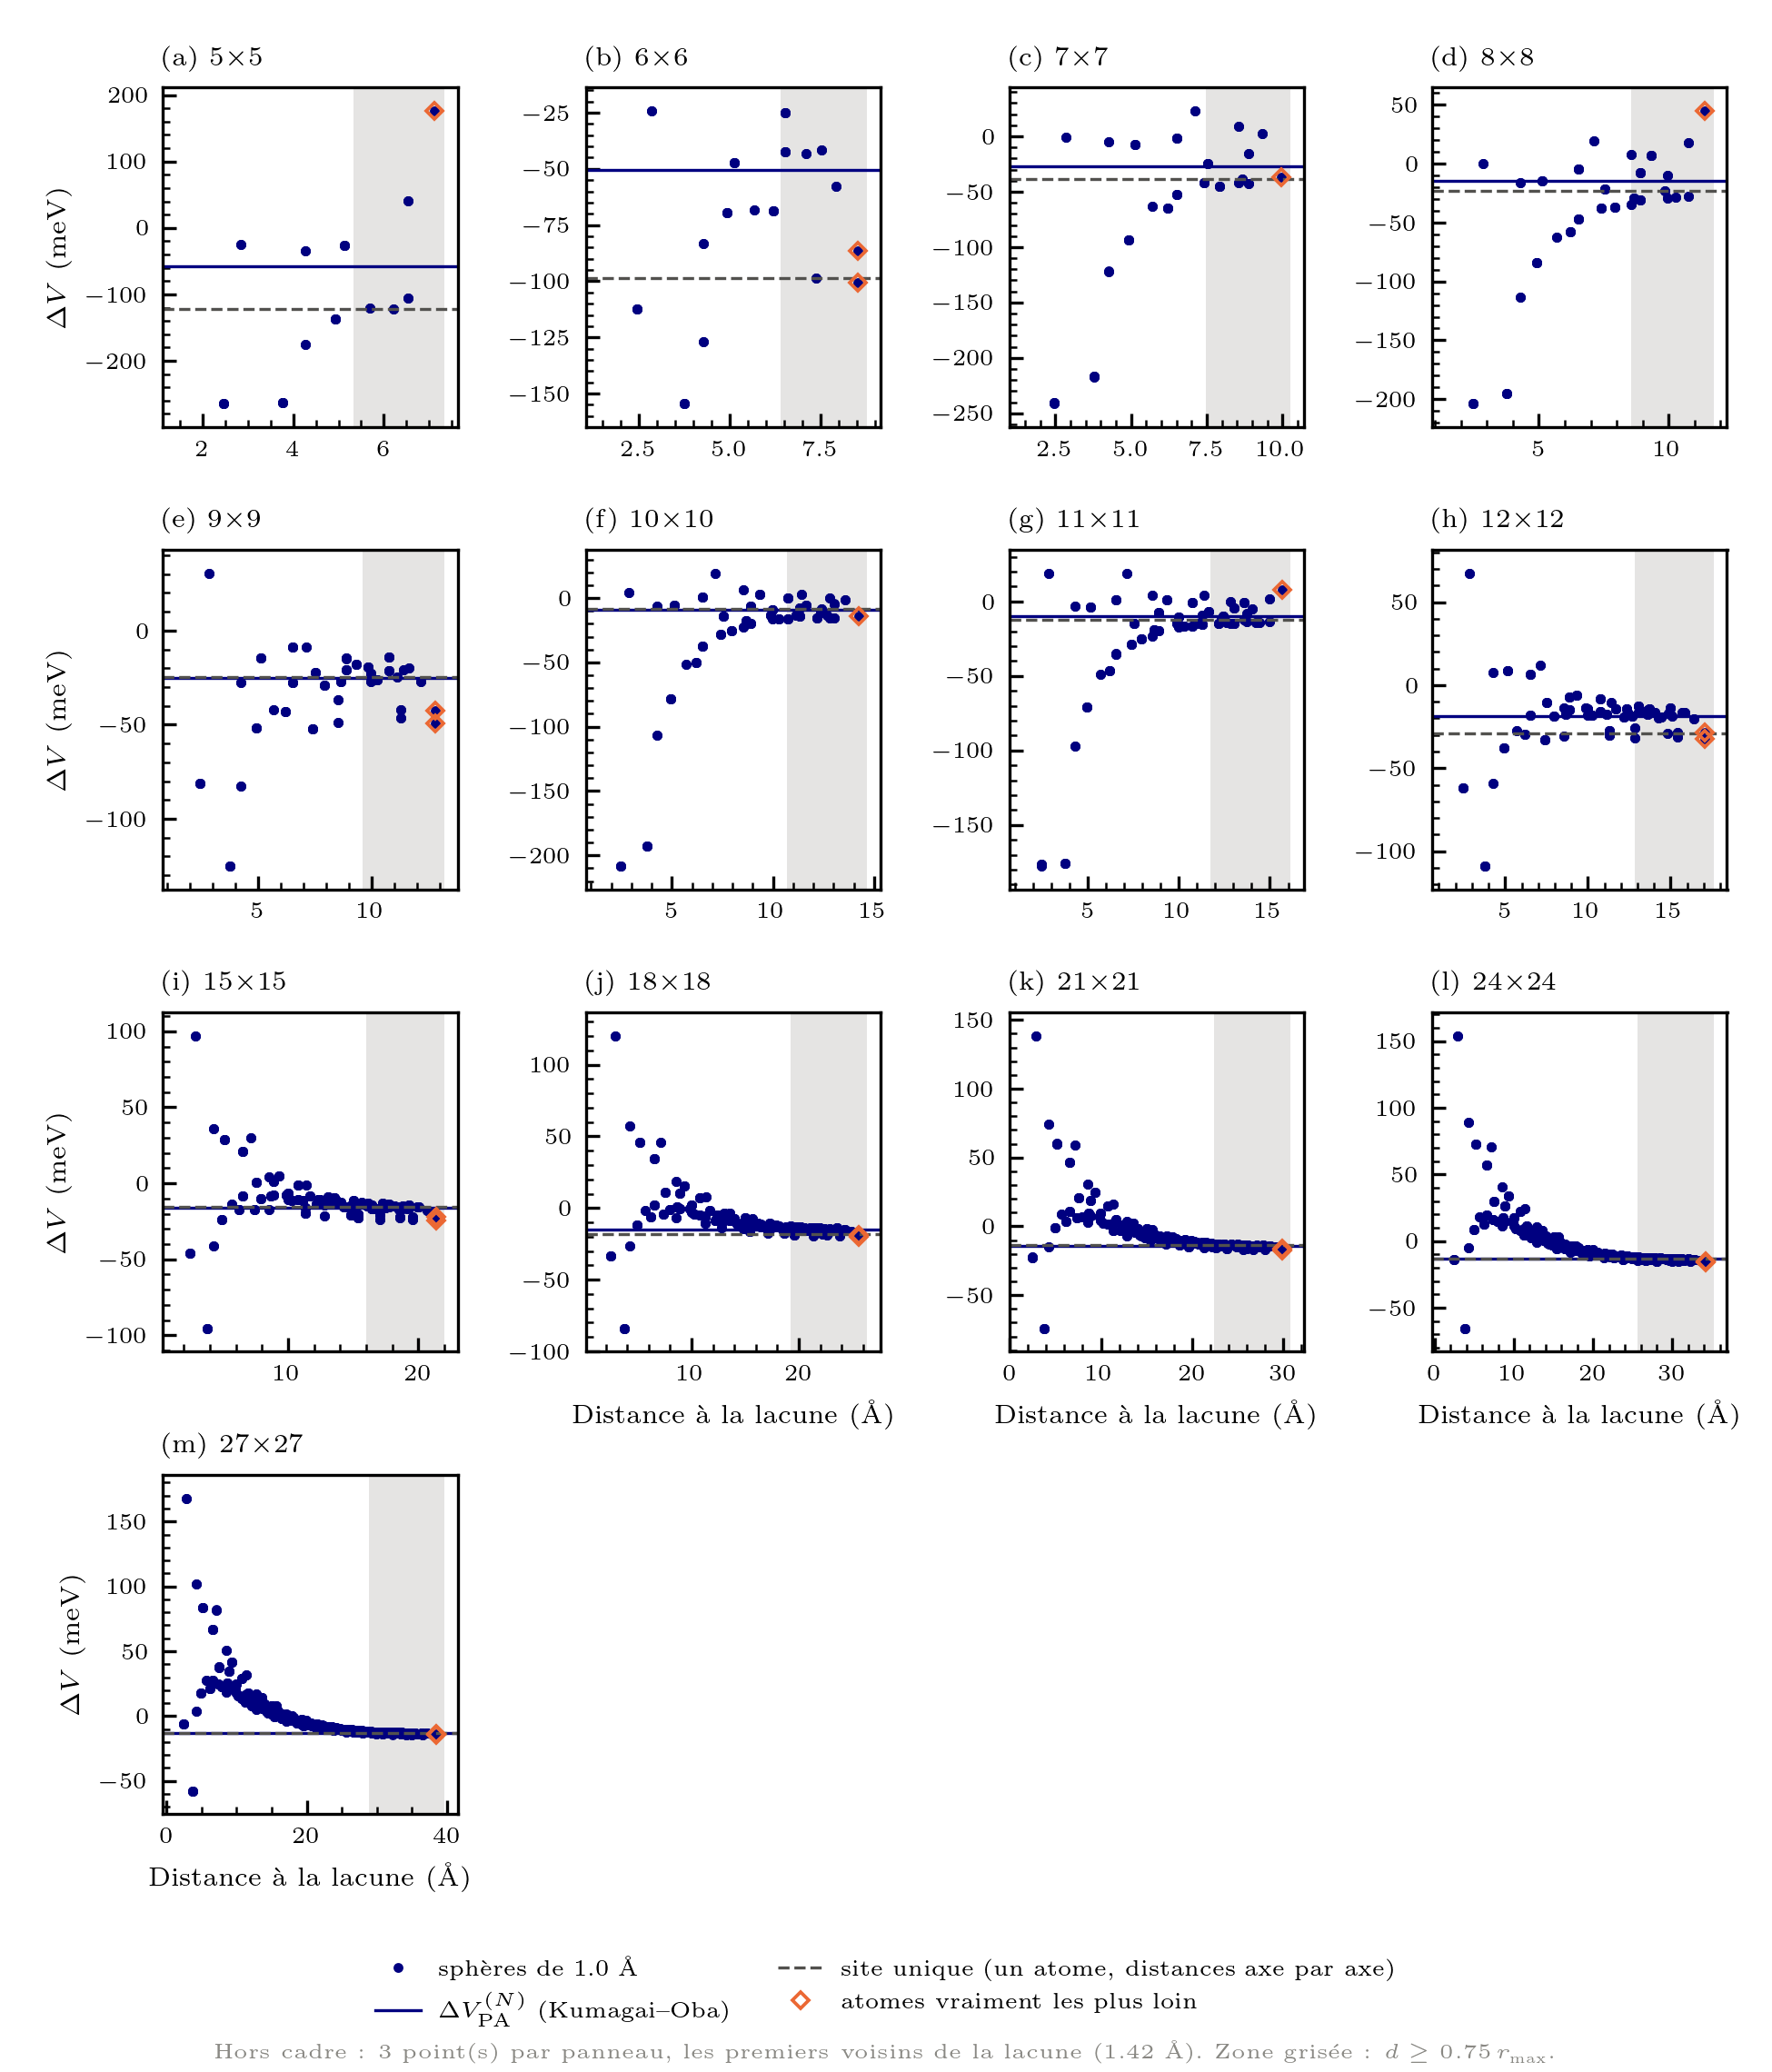 (a) 5×5
(b) 6×6
(c) 7×7
(d) 8×8
ΔV (meV)
200
100
0
−100
−200
2 4 6
−25
−50
−75
−100
−125
−150
2.5 5.0 7.5
0
−50
−100
−150
−200
−250
2.5 5.0 7.5 10.0
50
0
−50
−100
−150
−200
5 10
(e) 9×9
(f) 10×10
(g) 11×11
(h) 12×12
ΔV (meV)
0
−50
−100
5 10
0
−50
−100
−150
−200
5 10 15
0
−50
−100
−150
5 10 15
50
0
−50
−100
5 10 15
(i) 15×15
(j) 18×18
(k) 21×21
(l) 24×24
ΔV (meV)
100
50
0
−50
−100
10 20
100
50
0
−50
−100
10 20
Distance à la lacune (Å)
150
100
50
0
−50
0 10 20 30
Distance à la lacune (Å)
150
100
50
0
−50
0 10 20 30
Distance à la lacune (Å)
(m) 27×27
ΔV (meV)
150
100
50
0
−50
0 20 40
Distance à la lacune (Å)
sphères de 1.0 Å
ΔV_PA^(N) (Kumagai–Oba)
site unique (un atome, distances axe par axe)
atomes vraiment les plus loin
Hors cadre : 3 point(s) par panneau, les premiers voisins de la lacune (1.42 Å). Zone grisée : d ≥ 0.75 r_max.